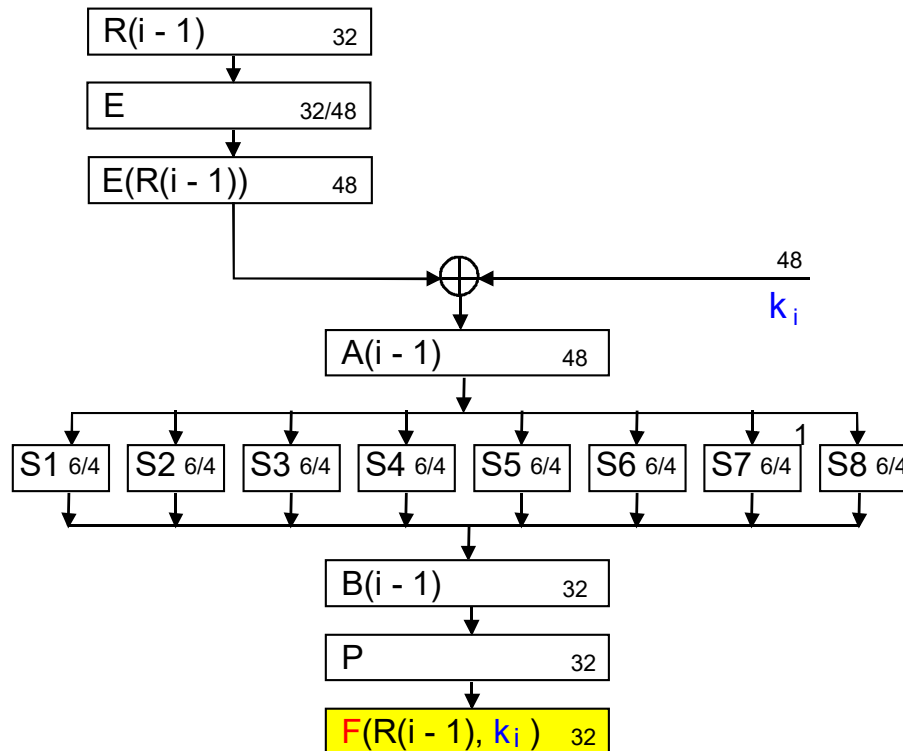 R(i - 1) 32
E 32/48
E(R(i - 1)) 48
48
k i
A(i - 1) 48
1
S1 6/4 S2 6/4 S3 6/4 S4 6/4 S5 6/4 S6 6/4 S7 6/4 S8 6/4
B(i - 1) 32
P 32
F(R(i - 1), k i ) 32